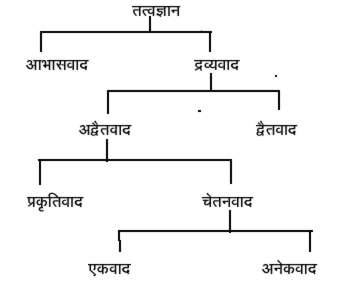 तत्वज्ञान
आभासवाद द्रव्यवाद
अद्वैतवाद द्वैतवाद
प्रकृतिवाद चेतनवाद
एकवाद अनेकवाद